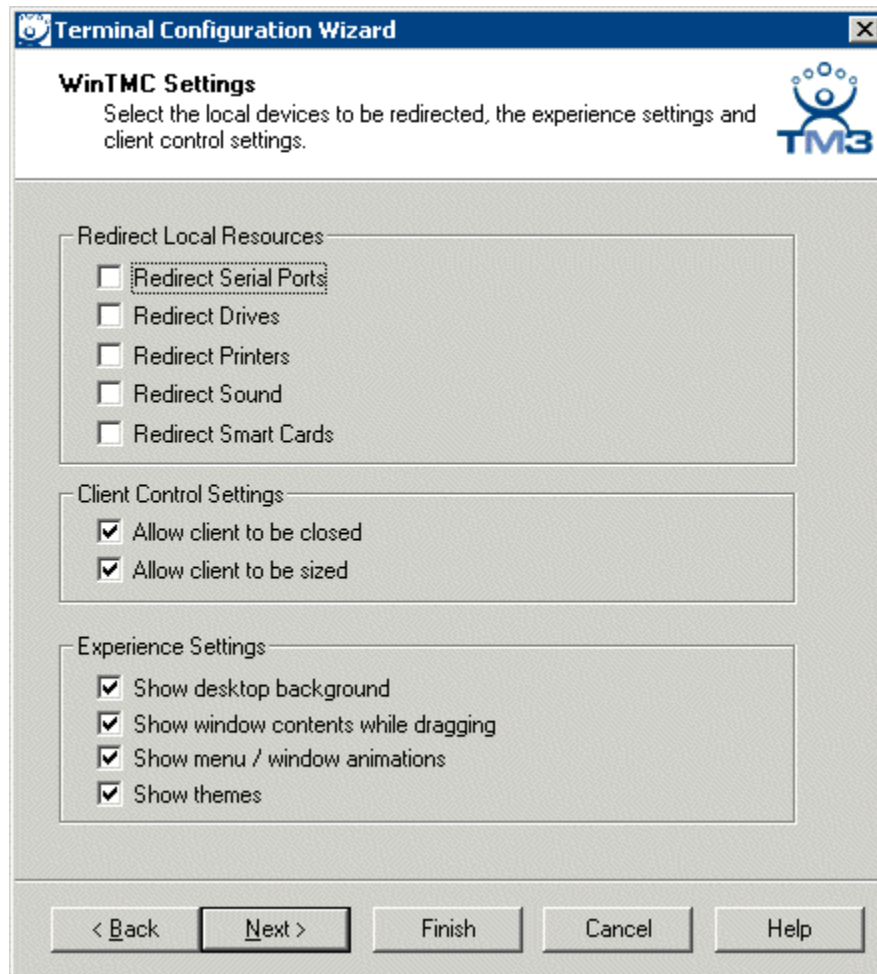 Terminal Configuration Wizard
WinTMC Settings
Select the local devices to be redirected, the experience settings and
client control settings.
TM3
Redirect Local Resources
Redirect Serial Ports
Redirect Drives
Redirect Printers
Redirect Sound
Redirect Smart Cards
Client Control Settings
Allow client to be closed
Allow client to be sized
Experience Settings
Show desktop background
Show window contents while dragging
Show menu / window animations
Show themes
< Back Next > Finish Cancel Help